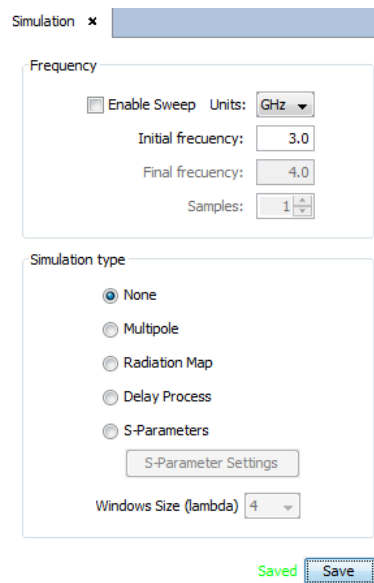 Simulation ×
Frequency
Enable Sweep Units: GHz
Initial frecuency: 3.0
Final frecuency: 4.0
Samples: 1
Simulation type
None
Multipole
Radiation Map
Delay Process
S-Parameters
S-Parameter Settings
Windows Size (lambda) 4
Saved Save